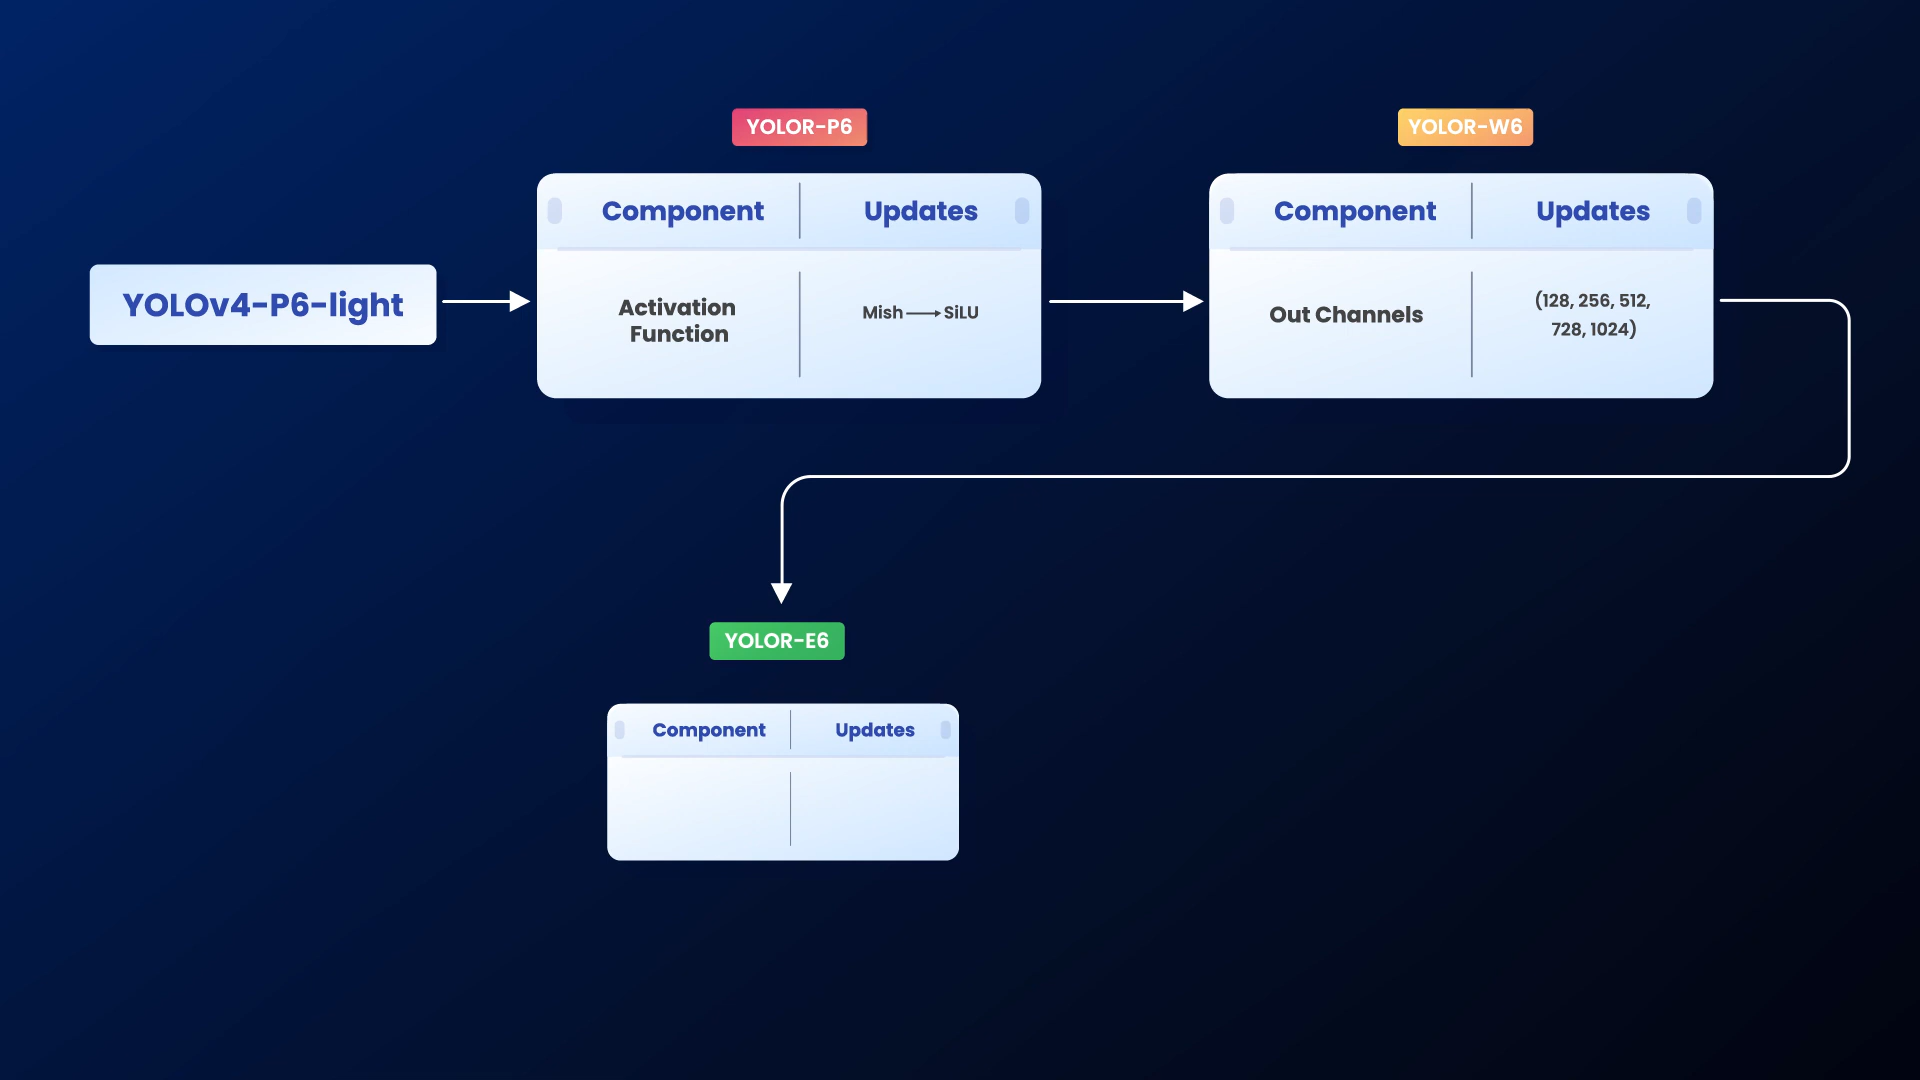 YOLOR-P6
YOLOR-W6
YOLOv4-P6-light
Component
Updates
Activation
Function
Mish
SiLU
Component
Updates
Out Channels
(128, 256, 512,
728, 1024)
YOLOR-E6
Component
Updates